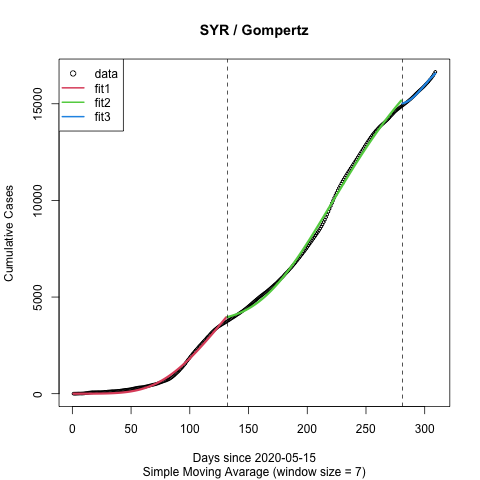 SYR / Gompertz
data
fit1
fit2
fit3
Cumulative Cases
0
5000
10000
15000
0 50 100 150 200 250 300
Days since 2020-05-15
Simple Moving Avarage (window size = 7)